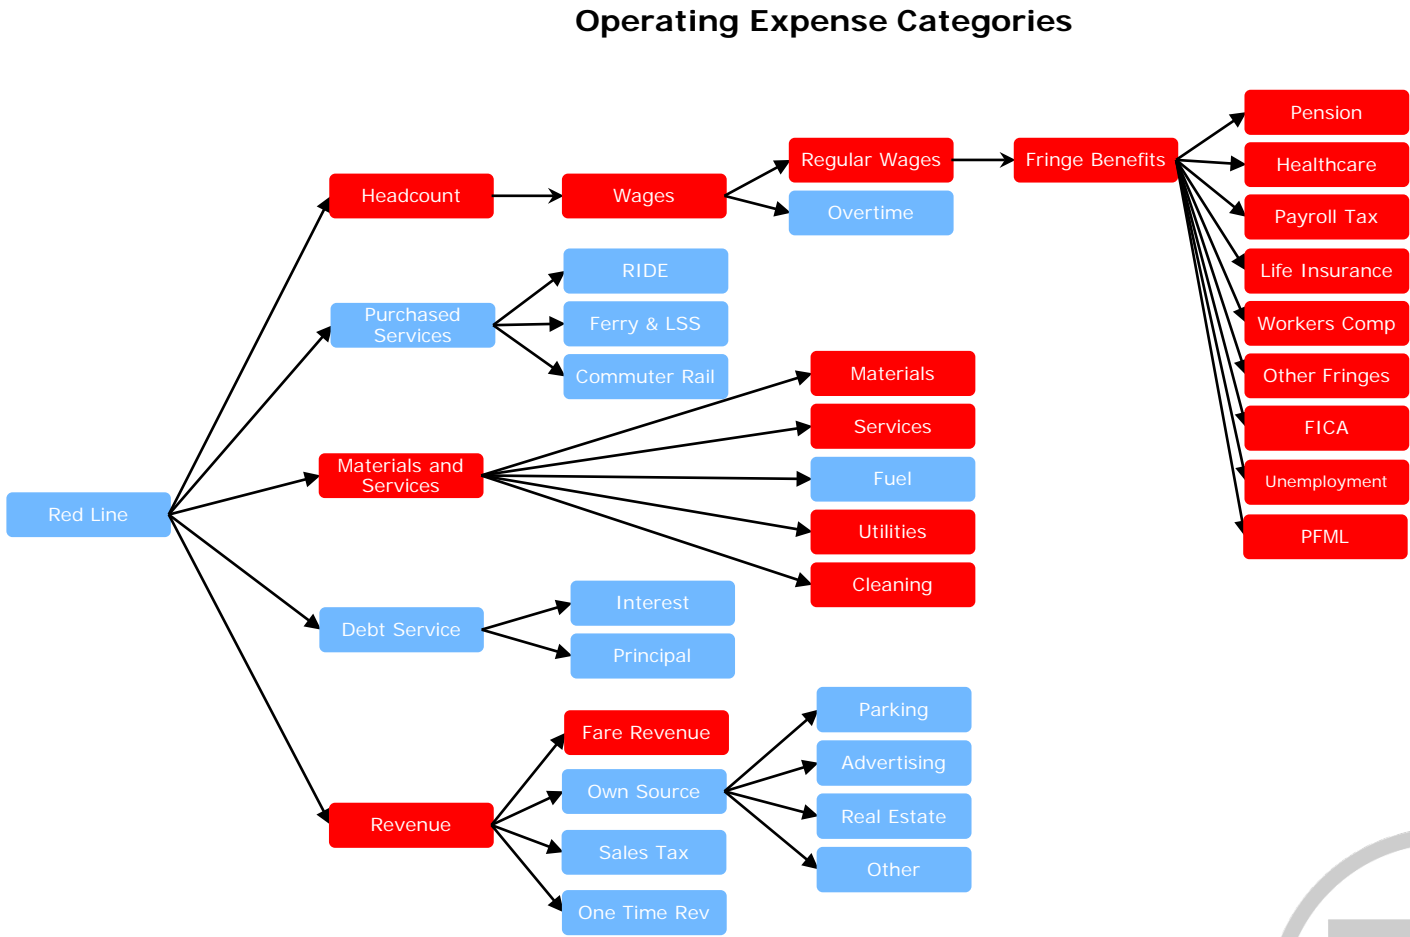 Operating Expense Categories
Red Line
Headcount
Wages
Regular Wages
Overtime
Fringe Benefits
Pension
Healthcare
Payroll Tax
Life Insurance
Workers Comp
Other Fringes
FICA
Unemployment
PFML
Purchased
Services
RIDE
Ferry & LSS
Commuter Rail
Materials and
Services
Materials
Services
Fuel
Utilities
Cleaning
Debt Service
Interest
Principal
Revenue
Fare Revenue
Own Source
Sales Tax
One Time Rev
Parking
Advertising
Real Estate
Other